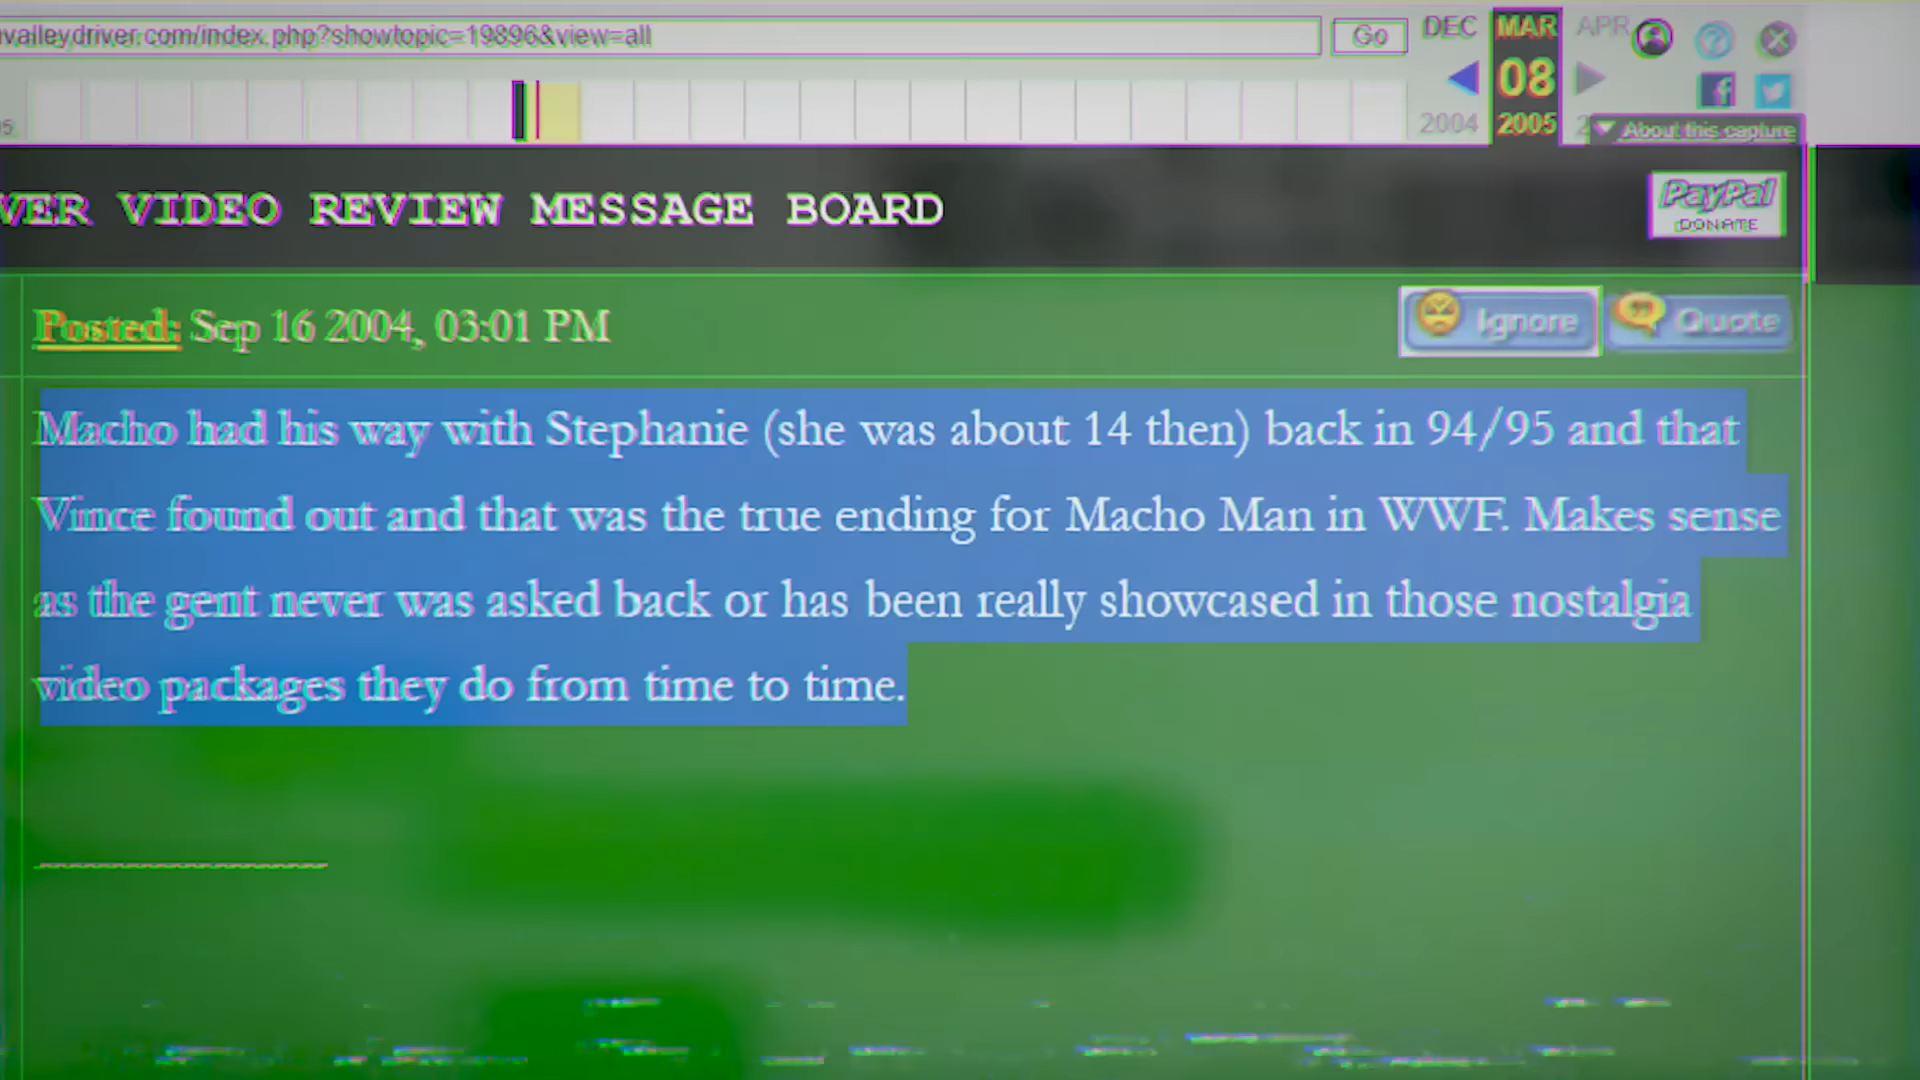 valleydriver.com/index.php?showtopic=19896&view=all
Go
DEC
MAR
APR
08
2004
2005
About this capture
VER VIDEO REVIEW MESSAGE BOARD
PayPal
DONATE
Posted: Sep 16 2004, 03:01 PM
Ignore
Quote
Macho had his way with Stephanie (she was about 14 then) back in 94/95 and that
Vince found out and that was the true ending for Macho Man in WWF. Makes sense
as the gent never was asked back or has been really showcased in those nostalgia
video packages they do from time to time.